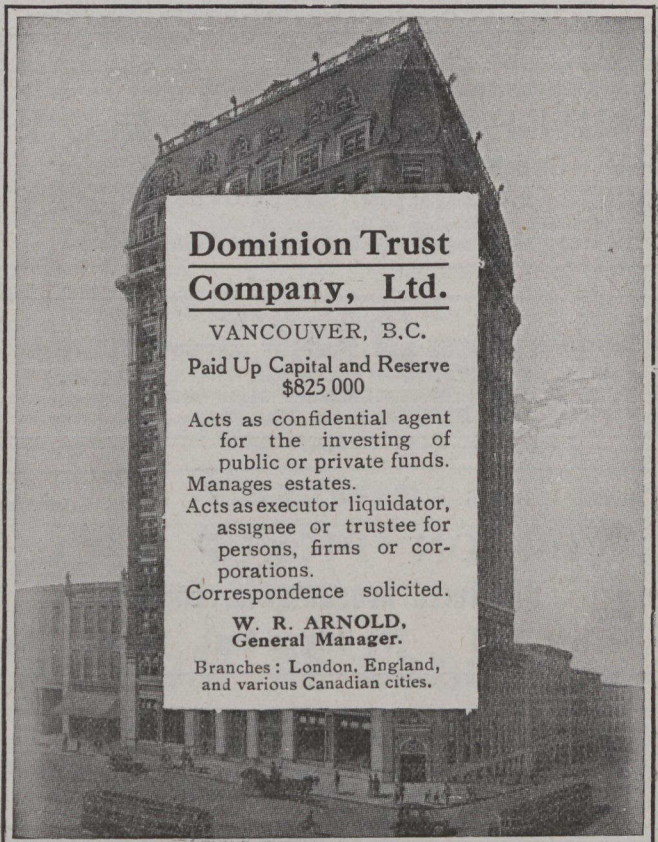 Dominion Trust
Company, Ltd.
VANCOUVER, B.C.
Paid Up Capital and Reserve
$825,000
Acts as confidential agent
for the investing of
public or private funds.
Manages estates.
Acts as executor liquidator,
assignee or trustee for
persons, firms or cor-
porations.
Correspondence solicited.
W. R. ARNOLD,
General Manager.
Branches: London, England,
and various Canadian cities.